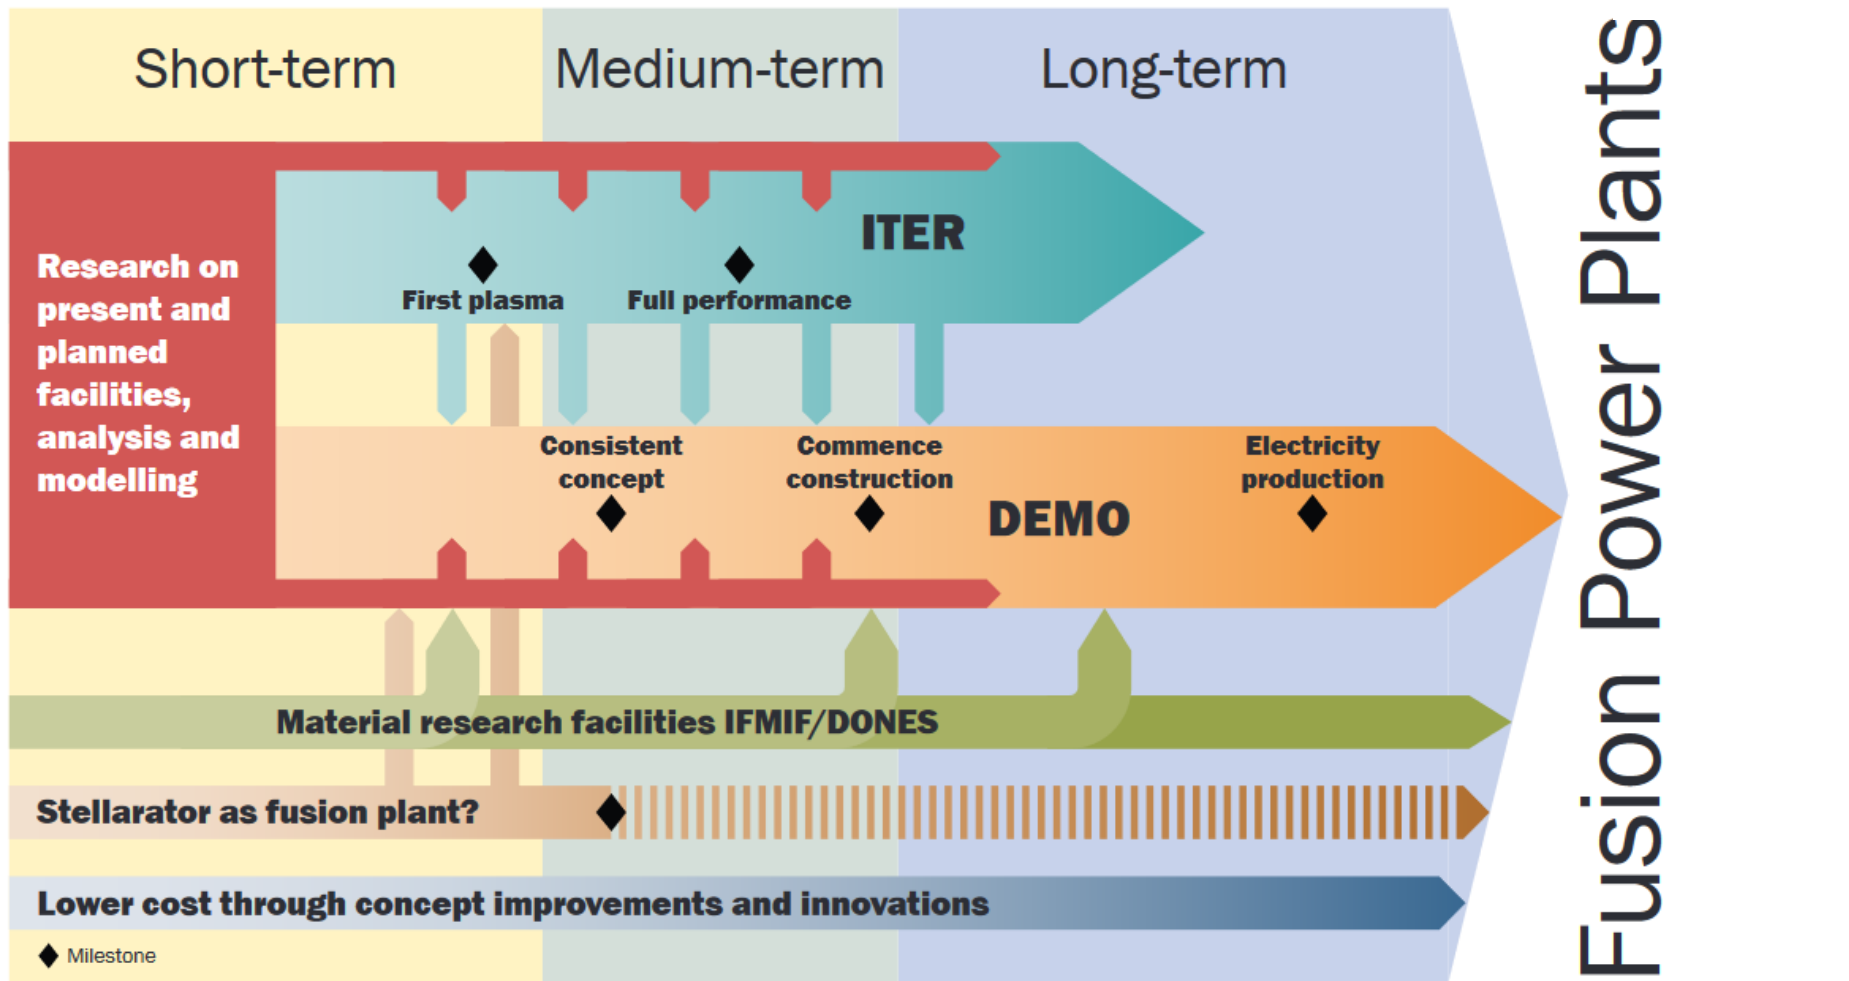 Short-term
Medium-term
Long-term
Research on
present and
planned
facilities,
analysis and
modelling
ITER
First plasma
Full performance
Consistent
concept
Commence
construction
Electricity
production
DEMO
Material research facilities IFMIF/DONES
Stellarator as fusion plant?
Lower cost through concept improvements and innovations
Milestone
Fusion Power Plants